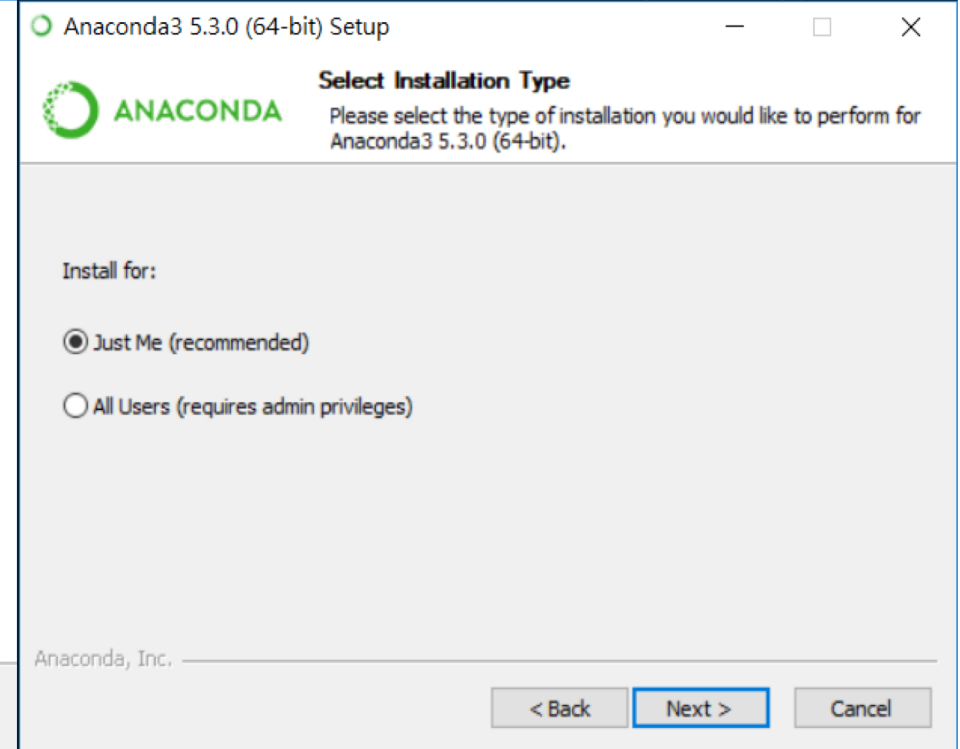 Anaconda3 5.3.0 (64-bit) Setup
ANACONDA
Select Installation Type
Please select the type of installation you would like to perform for
Anaconda3 5.3.0 (64-bit).
Install for:
Just Me (recommended)
All Users (requires admin privileges)
Anaconda, Inc.
< Back
Next >
Cancel